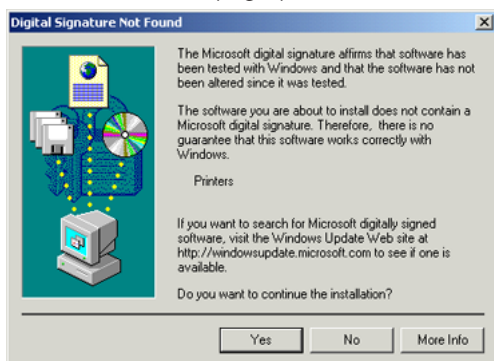 Digital Signature Not Found
The Microsoft digital signature affirms that software has
been tested with Windows and that the software has not
been altered since it was tested.
The software you are about to install does not contain a
Microsoft digital signature. Therefore, there is no
guarantee that this software works correctly with
Windows.
Printers
If you want to search for Microsoft digitally signed
software, visit the Windows Update Web site at
http://windowsupdate.microsoft.com to see if one is
available.
Do you want to continue the installation?
Yes
No
More Info